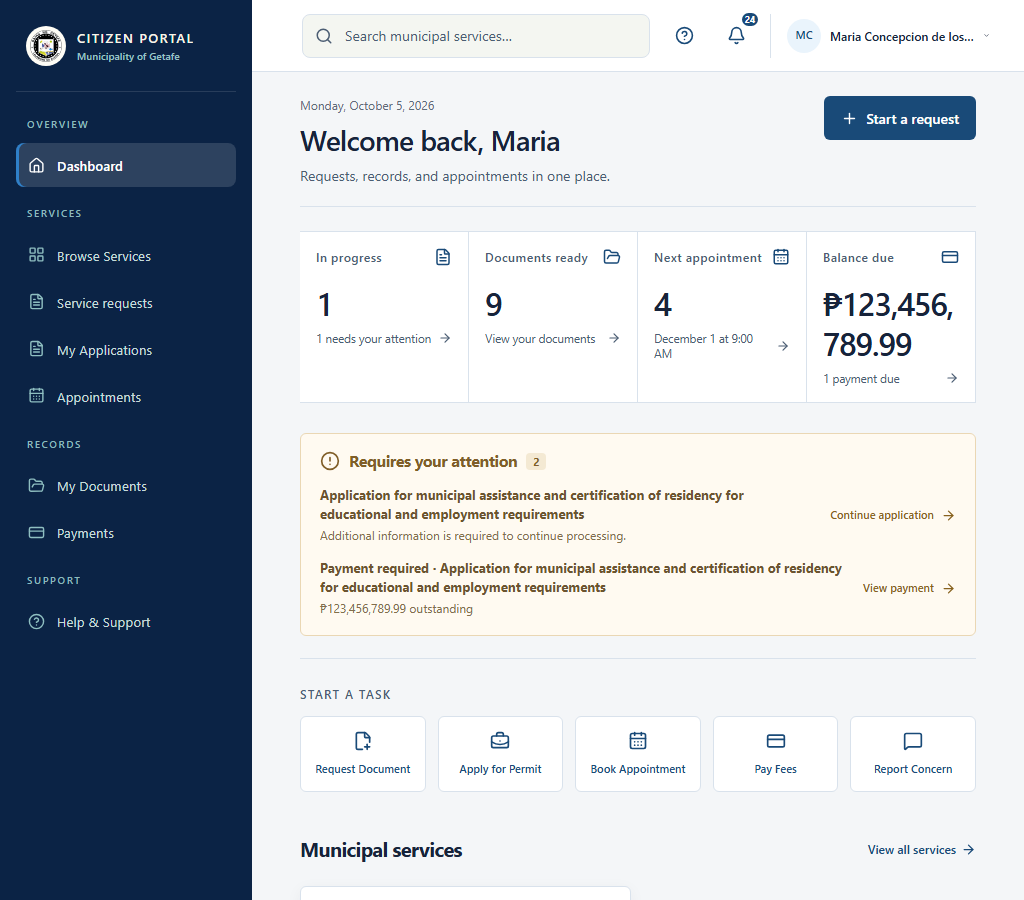 CITIZEN PORTAL
Municipality of Getafe
OVERVIEW
Dashboard
SERVICES
Browse Services
Service requests
My Applications
Appointments
RECORDS
My Documents
Payments
SUPPORT
Help & Support
Search municipal services...
24
MC
Maria Concepcion de los...
Monday, October 5, 2026
Welcome back, Maria
Requests, records, and appointments in one place.
Start a request
In progress
1
1 needs your attention
Documents ready
9
View your documents
Next appointment
4
December 1 at 9:00
AM
Balance due
₱123,456,
789.99
1 payment due
Requires your attention 2
Application for municipal assistance and certification of residency for
educational and employment requirements
Additional information is required to continue processing.
Continue application
Payment required · Application for municipal assistance and certification of residency
for educational and employment requirements
₱123,456,789.99 outstanding
View payment
START A TASK
Request Document
Apply for Permit
Book Appointment
Pay Fees
Report Concern
Municipal services
View all services